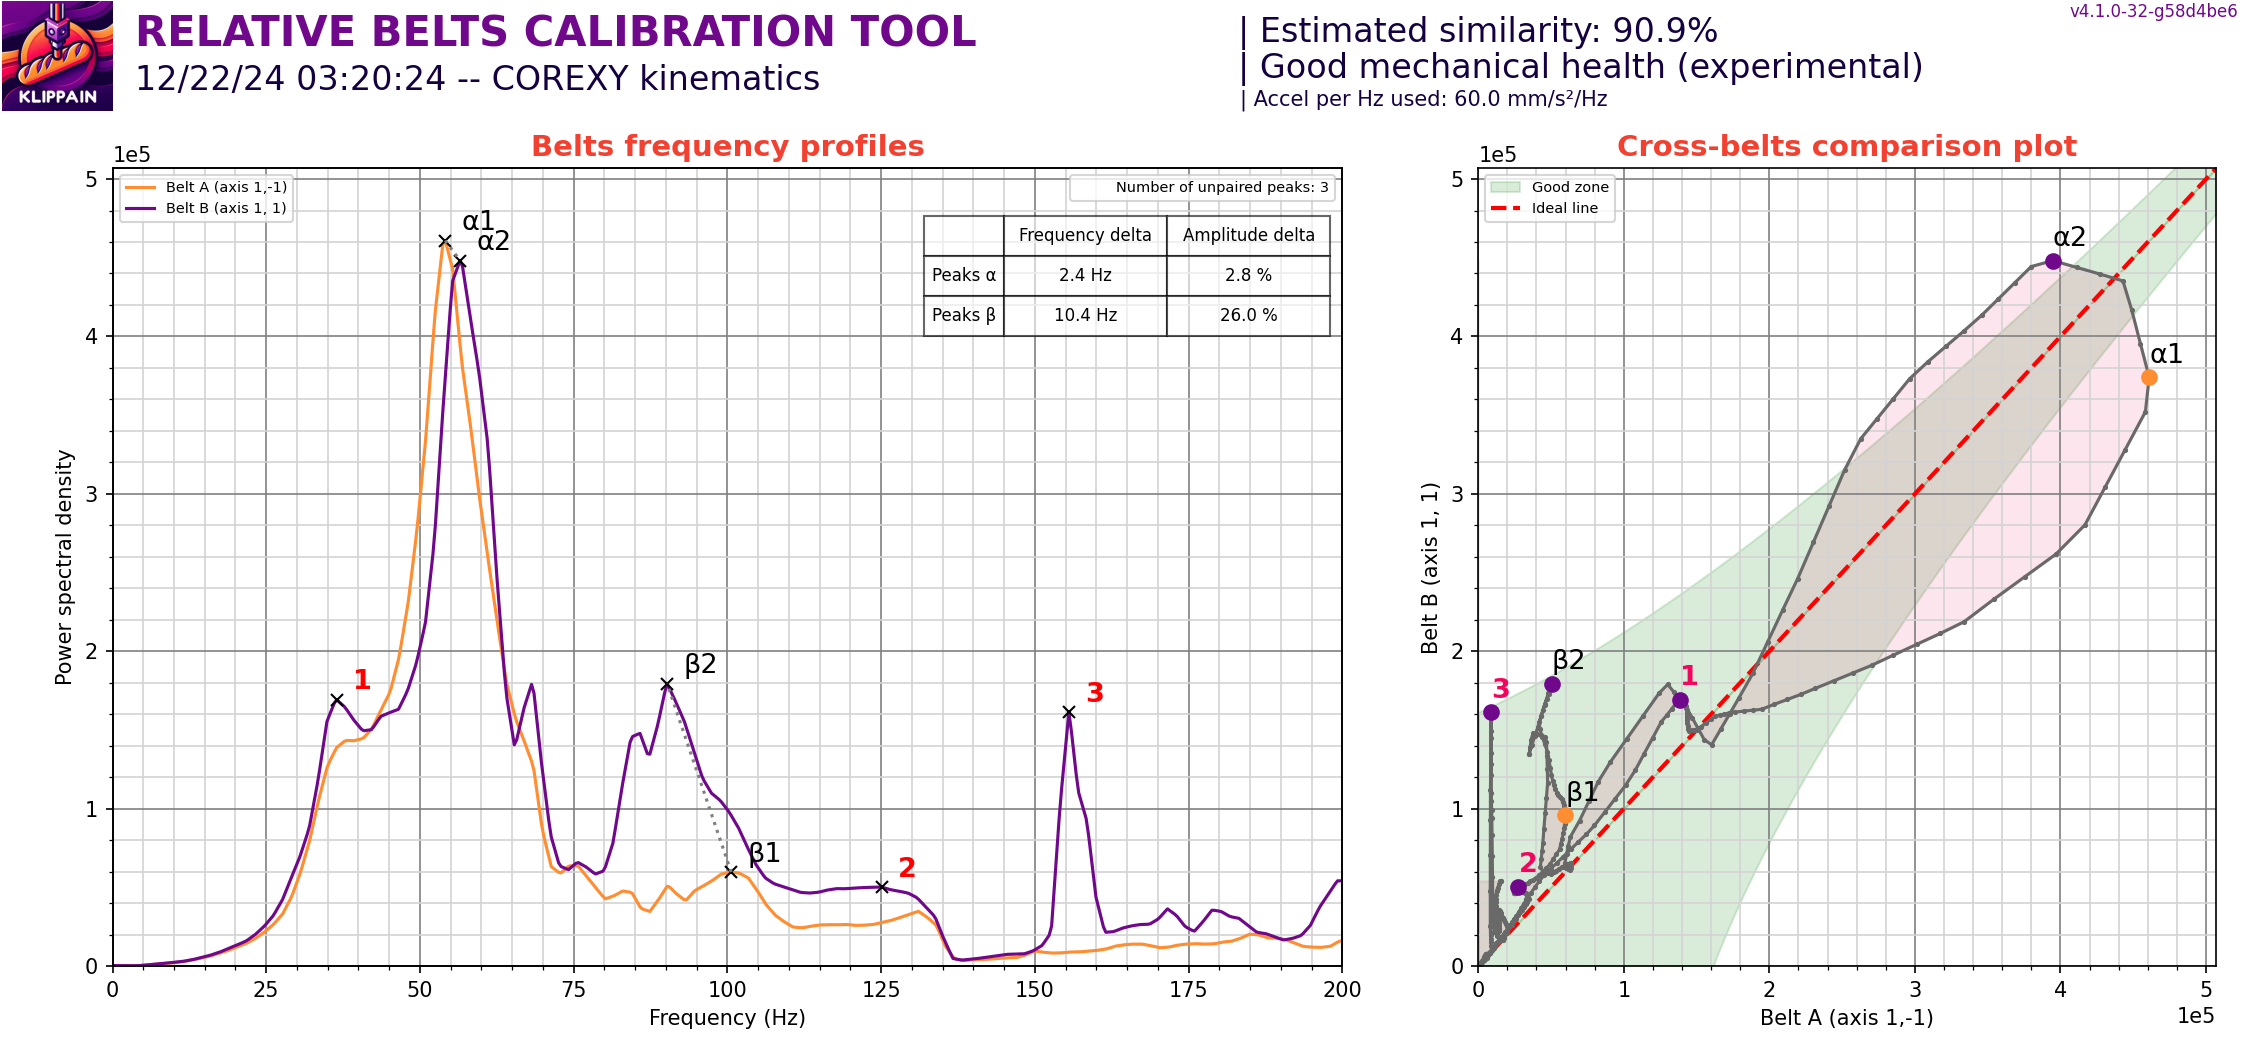 KLIPPAIN
RELATIVE BELTS CALIBRATION TOOL
12/22/24 03:20:24 -- COREXY kinematics
| Estimated similarity: 90.9%
| Good mechanical health (experimental)
| Accel per Hz used: 60.0 mm/s²/Hz
v4.1.0-32-g58d4be6
Belts frequency profiles
1e5
Belt A (axis 1,-1)
Belt B (axis 1, 1)
Number of unpaired peaks: 3
Frequency delta Amplitude delta
Peaks α 2.4 Hz 2.8 %
Peaks β 10.4 Hz 26.0 %
α1
α2
β2
β1
1
2
3
5
4
3
2
1
0
Power spectral density
0 25 50 75 100 125 150 175 200
Frequency (Hz)
Cross-belts comparison plot
1e5
Good zone
Ideal line
α2
α1
β2
1
3
β1
2
5
4
3
2
1
0
Belt B (axis 1, 1)
0 1 2 3 4 5
Belt A (axis 1,-1)
1e5